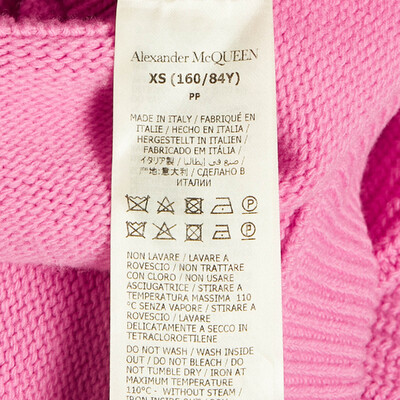 Alexander McQUEEN
XS (160/84Y)
PP
MADE IN ITALY / FABRIQUÉ EN
ITALIE / HECHO EN ITALIA /
HERGESTELLT IN ITALIEN /
FABRICADO EM ITÁLIA /
イタリア製 / صنع في إيطاليا /
产地:意大利 / СДЕЛАНО В
ИТАЛИИ
NON LAVARE / LAVARE A
ROVESCIO / NON TRATTARE
CON CLORO / NON USARE
ASCIUGATRICE / STIRARE A
TEMPERATURA MASSIMA 110
°C SENZA VAPORE / STIRARE A
ROVESCIO / LAVARE
DELICATAMENTE A SECCO IN
TETRACLOROETILENE
DO NOT WASH / WASH INSIDE
OUT / DO NOT BLEACH / DO
NOT TUMBLE DRY / IRON AT
MAXIMUM TEMPERATURE
110°C - WITHOUT STEAM /